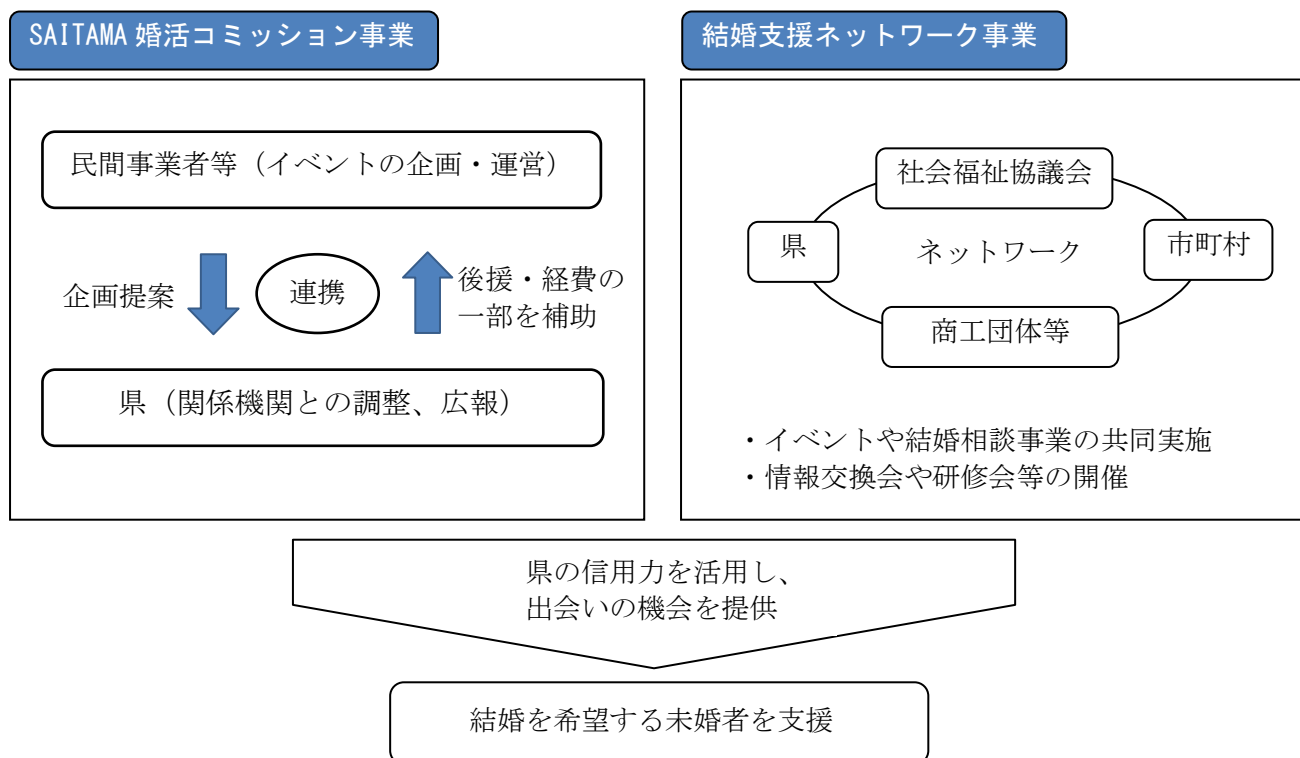 SAITAMA 婚活コミッション事業
民間事業者等（イベントの企画・運営）
企画提案
連携
後援・経費の
一部を補助
県（関係機関との調整、広報）
結婚支援ネットワーク事業
社会福祉協議会
県
ネットワーク
市町村
商工団体等
・イベントや結婚相談事業の共同実施
・情報交換会や研修会等の開催
県の信用力を活用し、
出会いの機会を提供
結婚を希望する未婚者を支援